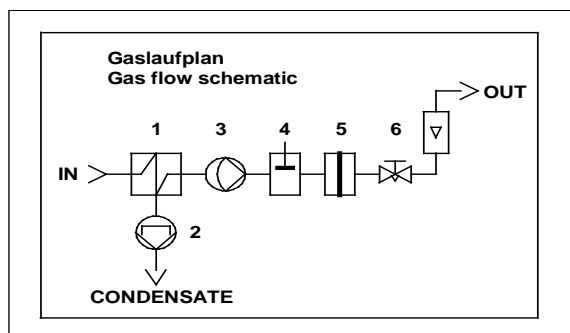 Gaslaufplan
Gas flow schematic
OUT
1 3 4 5 6
IN
2
CONDENSATE